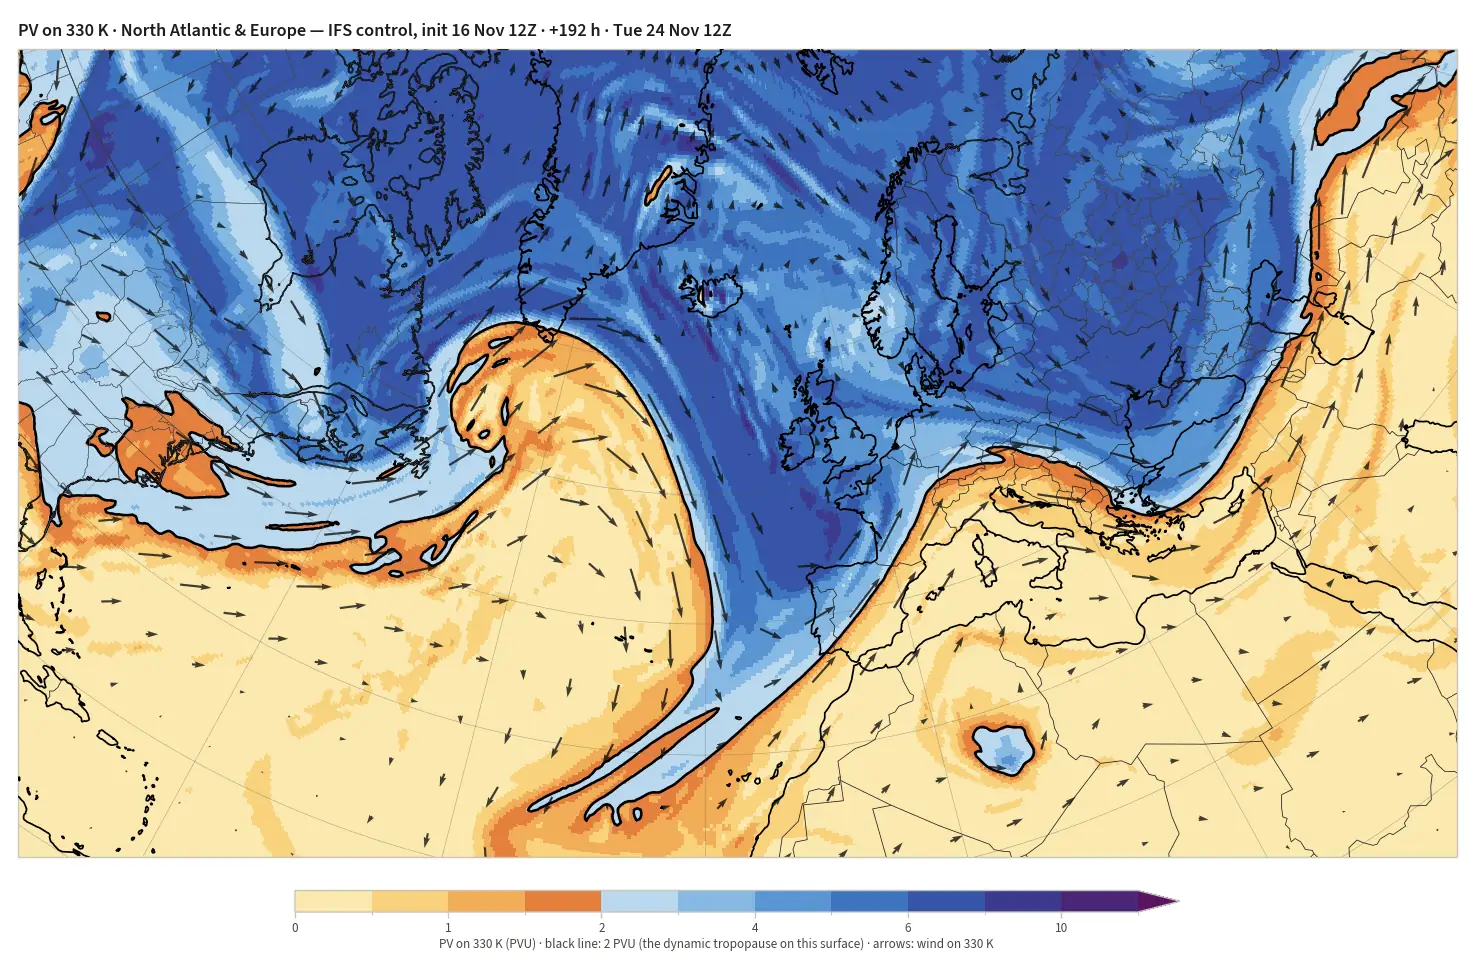 PV on 330 K · North Atlantic & Europe — IFS control, init 16 Nov 12Z · +192 h · Tue 24 Nov 12Z
0 1 2 4 6 10
PV on 330 K (PVU) · black line: 2 PVU (the dynamic tropopause on this surface) · arrows: wind on 330 K